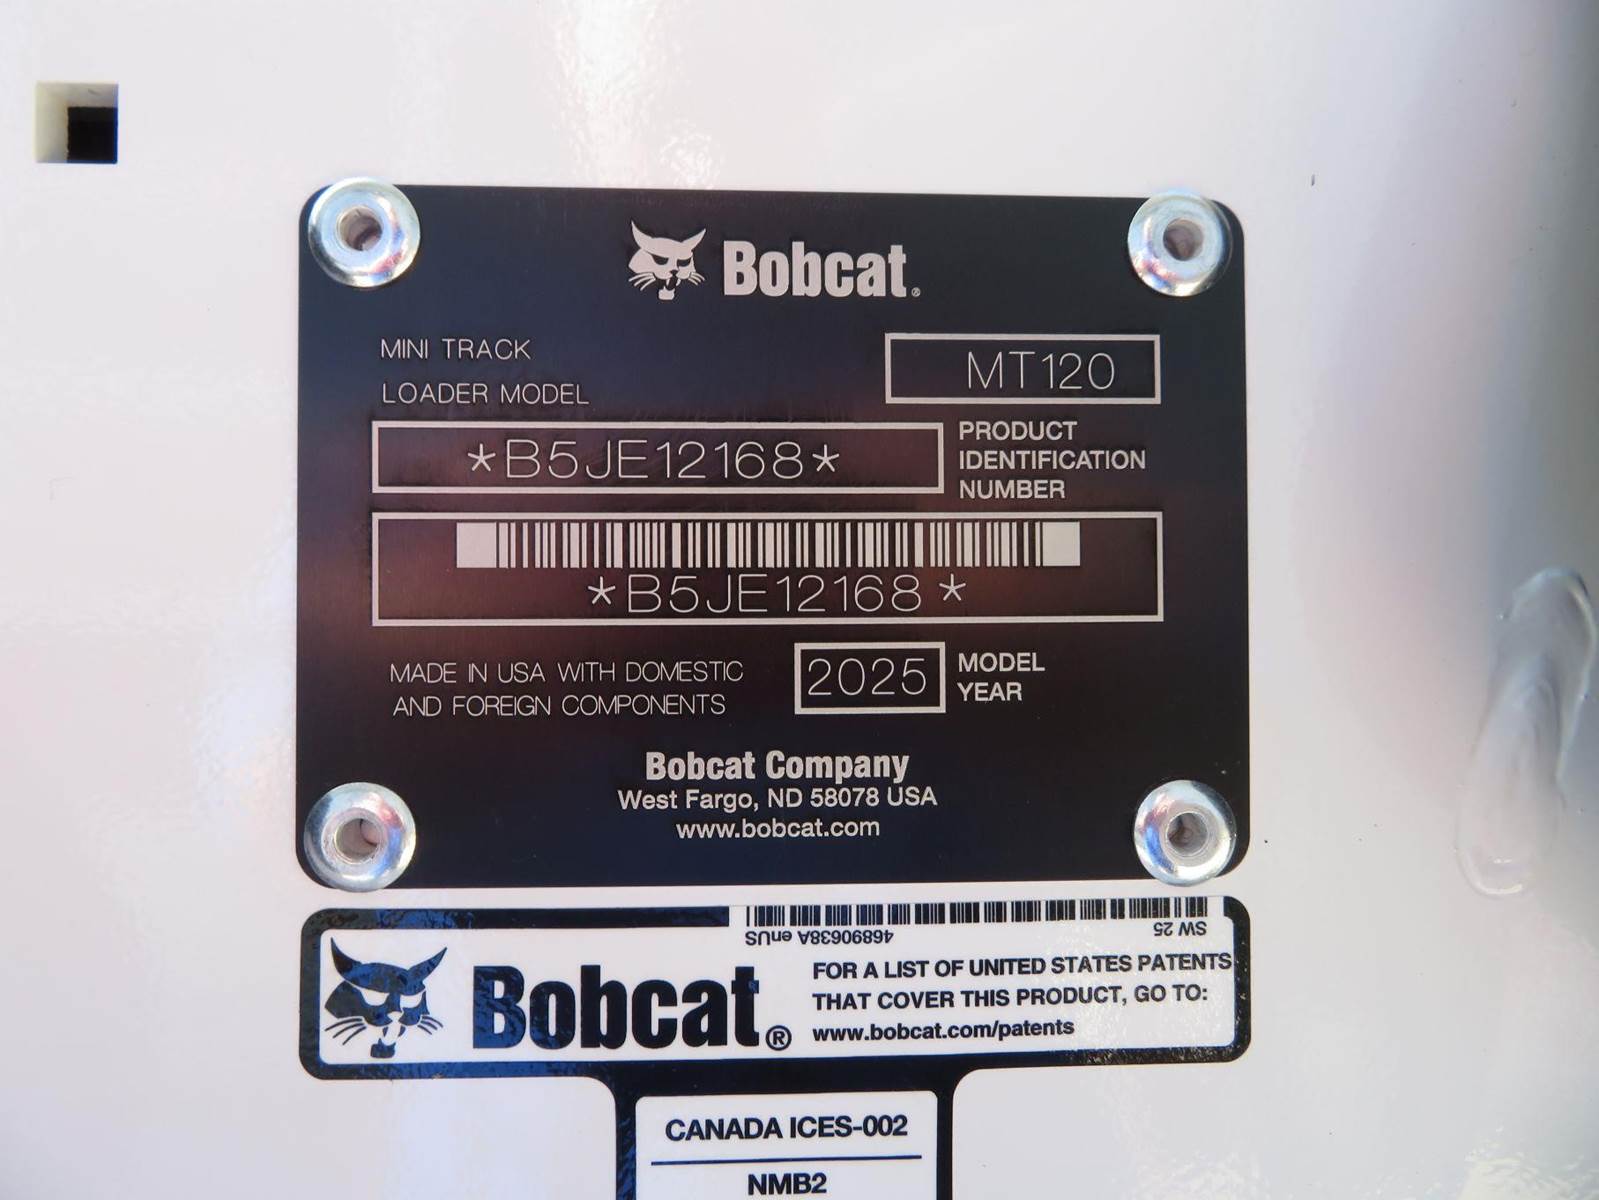 Bobcat®
MINI TRACK
LOADER MODEL
MT120
*B5JE12168*
PRODUCT
IDENTIFICATION
NUMBER
*B5JE12168*
MADE IN USA WITH DOMESTIC
AND FOREIGN COMPONENTS
2025
MODEL
YEAR
Bobcat Company
West Fargo, ND 58078 USA
www.bobcat.com
46890638A enUS
SW 25
Bobcat®
FOR A LIST OF UNITED STATES PATENTS
THAT COVER THIS PRODUCT, GO TO:
www.bobcat.com/patents
CANADA ICES-002
NMB2